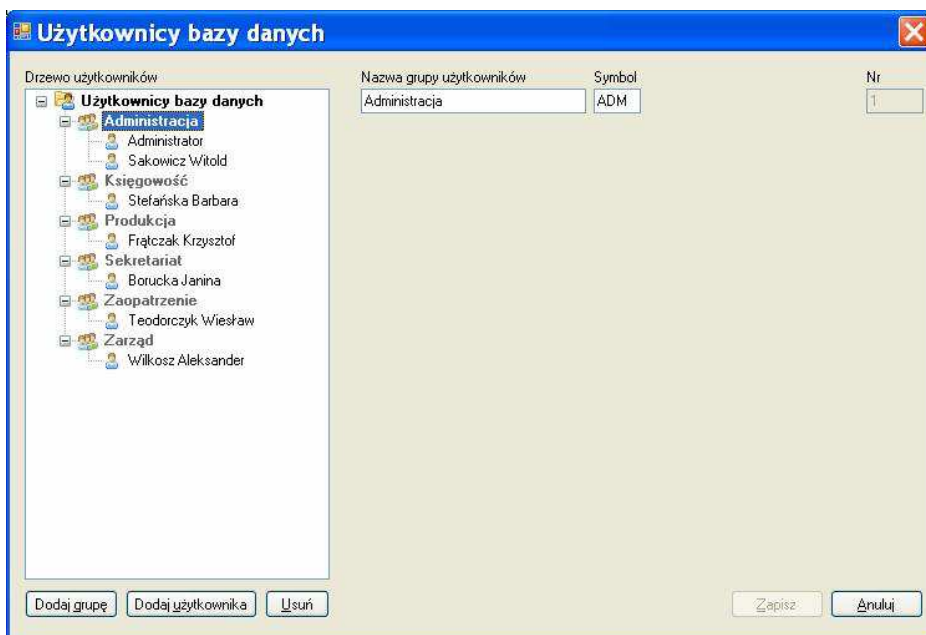 Użytkownicy bazy danych
Drzewo użytkowników
Nazwa grupy użytkowników Symbol Nr
Użytkownicy bazy danych
Administracja ADM 1
Administracja
Administrator
Sakowicz Witold
Księgowość
Stefańska Barbara
Produkcja
Frątczak Krzysztof
Sekretariat
Borucka Janina
Zaopatrzenie
Teodorczyk Wiesław
Zarząd
Wilkosz Aleksander
Dodaj grupę Dodaj użytkownika Usuń Zapisz Anuluj